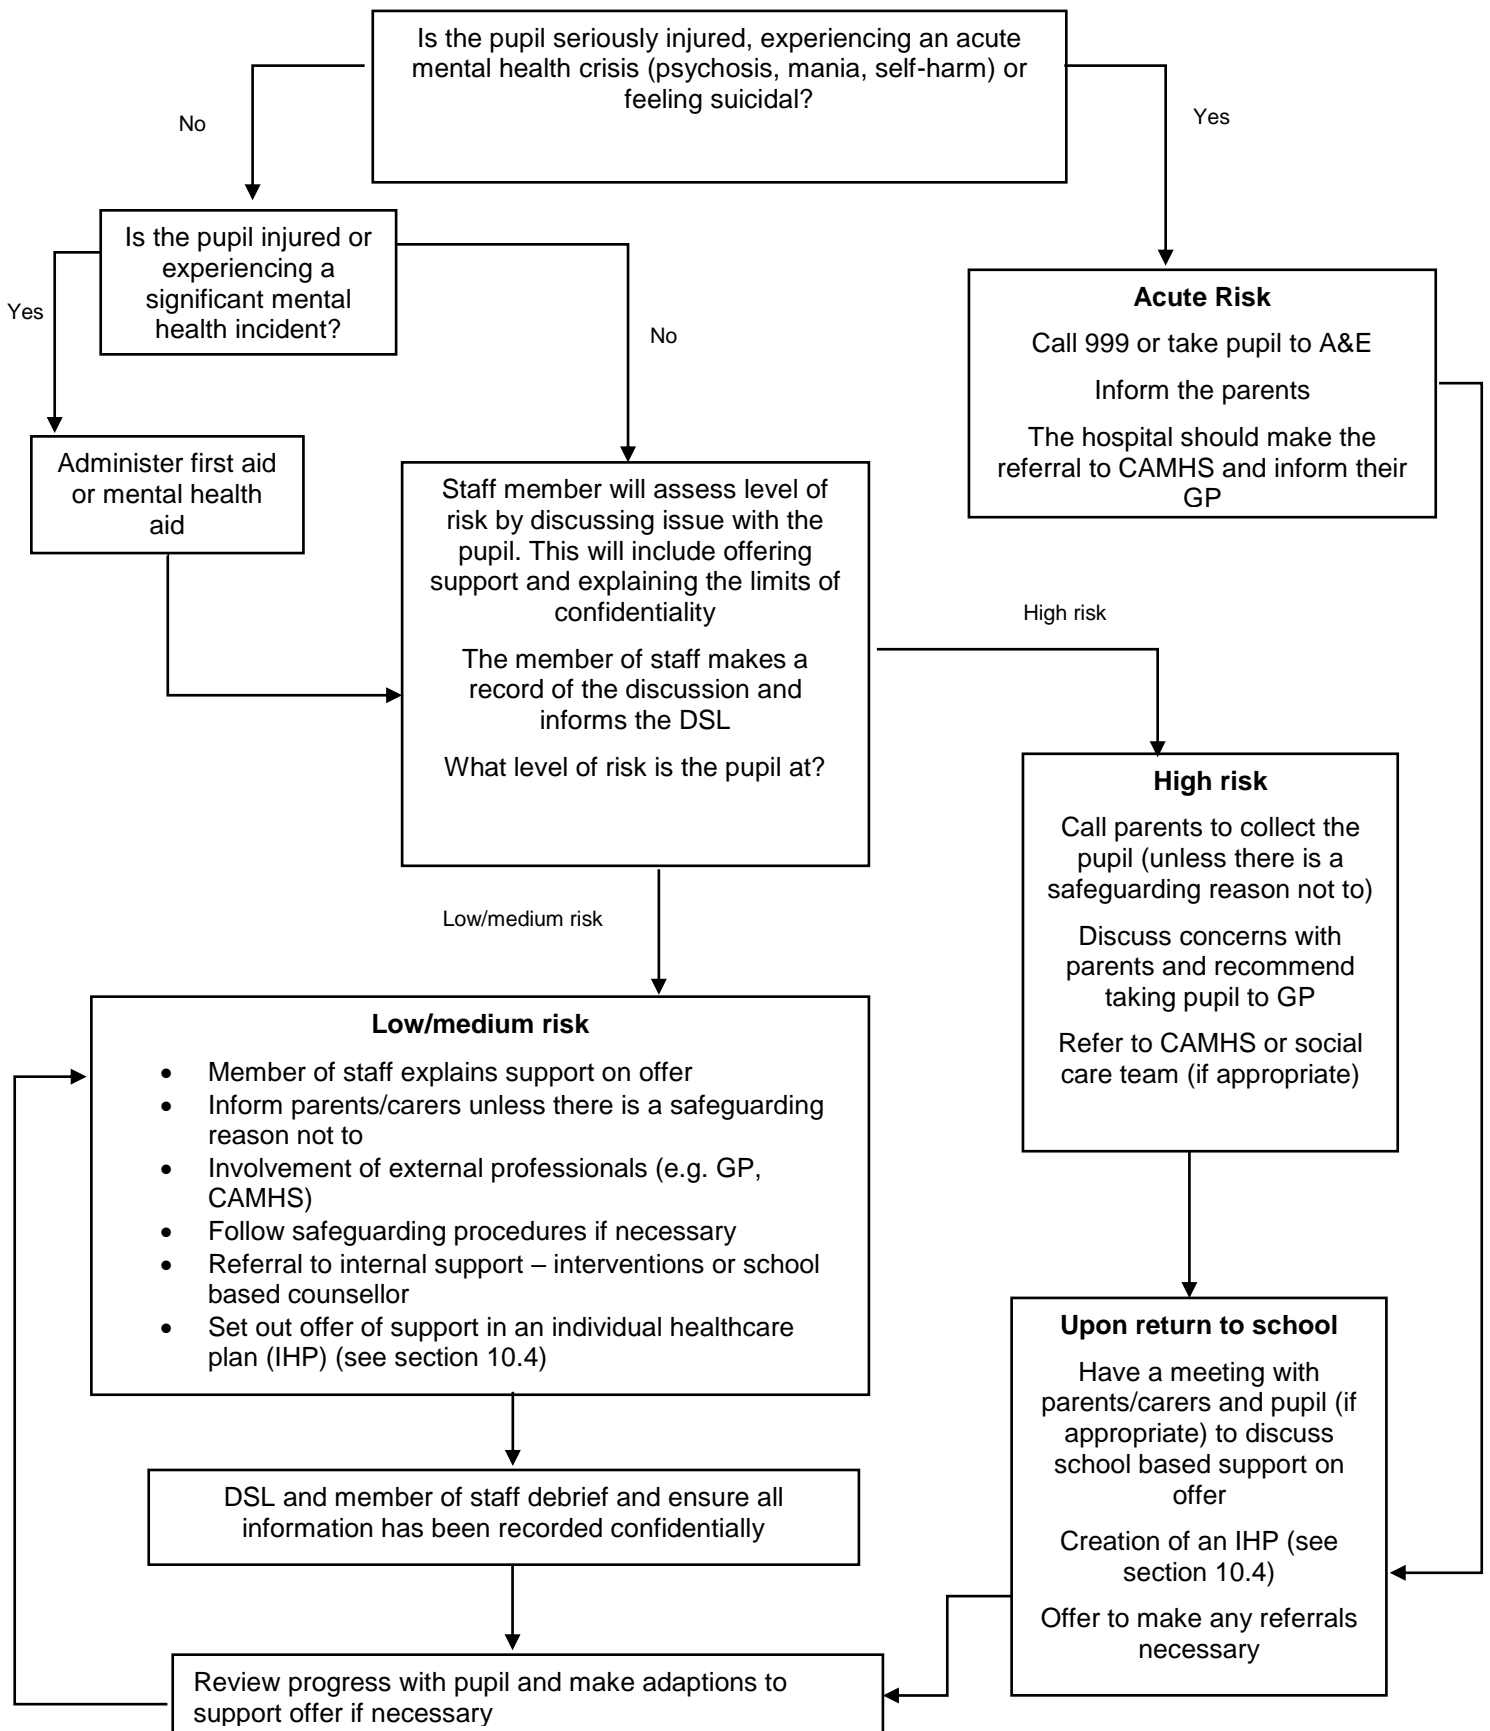 Is the pupil seriously injured, experiencing an acute
mental health crisis (psychosis, mania, self-harm) or
feeling suicidal?
No
Yes
Is the pupil injured or
experiencing a
significant mental
health incident?
Yes
No
Acute Risk
Call 999 or take pupil to A&E
Inform the parents
The hospital should make the
referral to CAMHS and inform their
GP
Administer first aid
or mental health
aid
Staff member will assess level of
risk by discussing issue with the
pupil. This will include offering
support and explaining the limits of
confidentiality
The member of staff makes a
record of the discussion and
informs the DSL
What level of risk is the pupil at?
High risk
High risk
Call parents to collect the
pupil (unless there is a
safeguarding reason not to)
Discuss concerns with
parents and recommend
taking pupil to GP
Refer to CAMHS or social
care team (if appropriate)
Low/medium risk
Low/medium risk
• Member of staff explains support on offer
• Inform parents/carers unless there is a safeguarding
reason not to
• Involvement of external professionals (e.g. GP,
CAMHS)
• Follow safeguarding procedures if necessary
• Referral to internal support – interventions or school
based counsellor
• Set out offer of support in an individual healthcare
plan (IHP) (see section 10.4)
Upon return to school
Have a meeting with
parents/carers and pupil (if
appropriate) to discuss
school based support on
offer
Creation of an IHP (see
section 10.4)
Offer to make any referrals
necessary
DSL and member of staff debrief and ensure all
information has been recorded confidentially
Review progress with pupil and make adaptions to
support offer if necessary